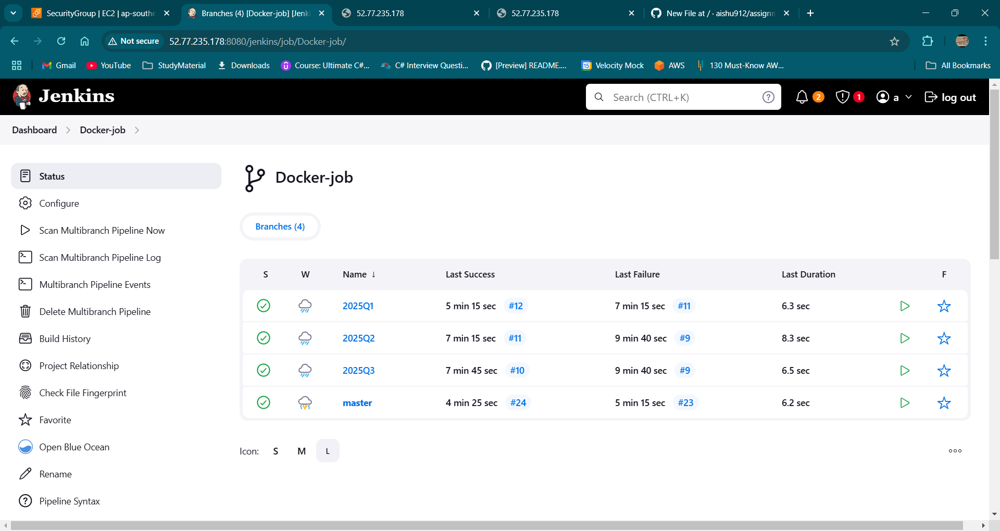 SecurityGroup | EC2 | ap-southe
Branches (4) [Docker-job] [Jenki
52.77.235.178
52.77.235.178
New File at / · aishu912/assignm
Not secure
52.77.235.178:8080/jenkins/job/Docker-job/
Gmail
YouTube
StudyMaterial
Downloads
Course: Ultimate C#...
C# Interview Questi...
[Preview] README....
15
Velocity Mock
AWS
130 Must-Know AW...
All Bookmarks
Jenkins
Search (CTRL+K)
2
1
a
log out
Dashboard
Docker-job
Status
Configure
Scan Multibranch Pipeline Now
Scan Multibranch Pipeline Log
Multibranch Pipeline Events
Delete Multibranch Pipeline
Build History
Project Relationship
Check File Fingerprint
Favorite
Open Blue Ocean
Rename
Pipeline Syntax
Docker-job
Branches (4)
S W Name ↓ Last Success Last Failure Last Duration F
2025Q1 5 min 15 sec #12 7 min 15 sec #11 6.3 sec
2025Q2 7 min 15 sec #11 9 min 40 sec #9 8.3 sec
2025Q3 7 min 45 sec #10 9 min 40 sec #9 6.5 sec
master 4 min 25 sec #24 5 min 15 sec #23 6.2 sec
Icon: S M L